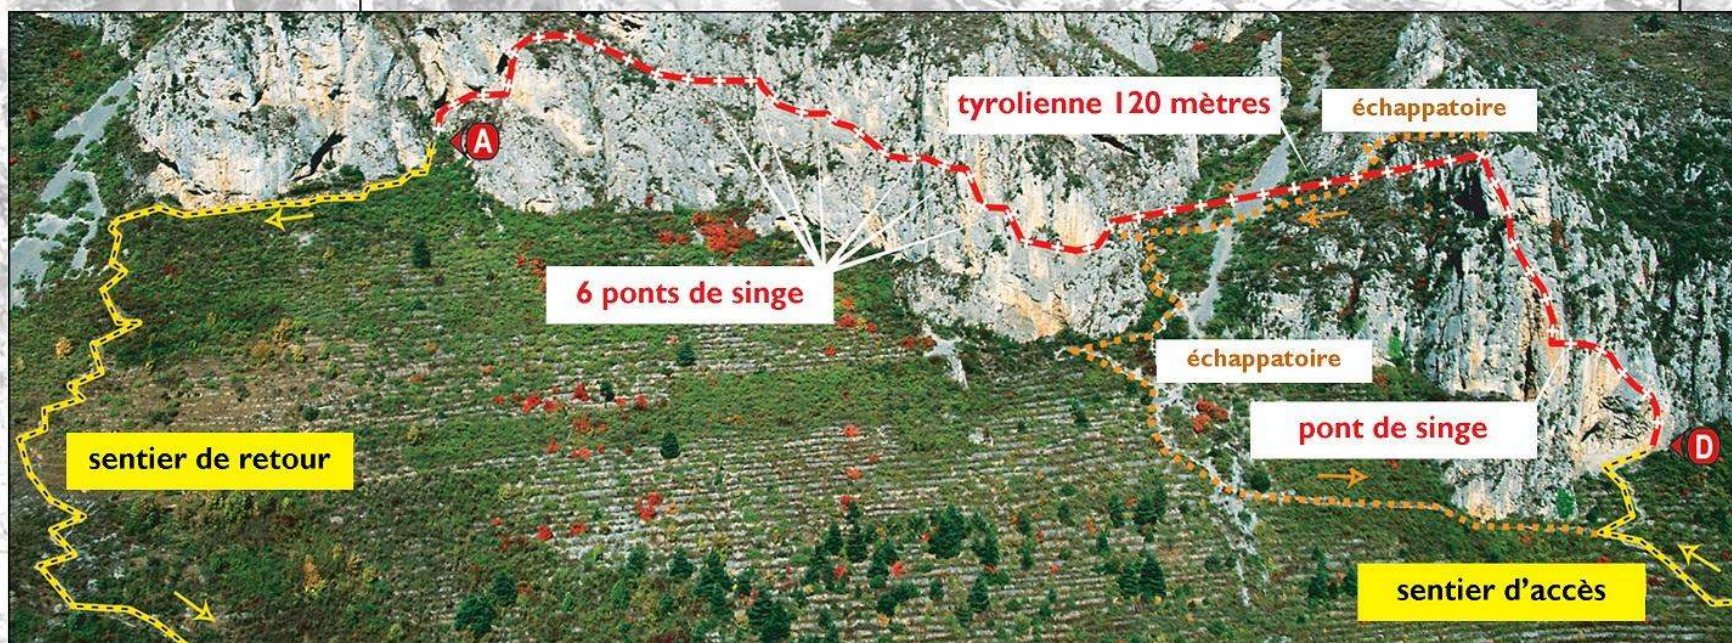 tyrolienne 120 mètres
échappatoire
A
6 ponts de singe
échappatoire
pont de singe
D
sentier de retour
sentier d'accès